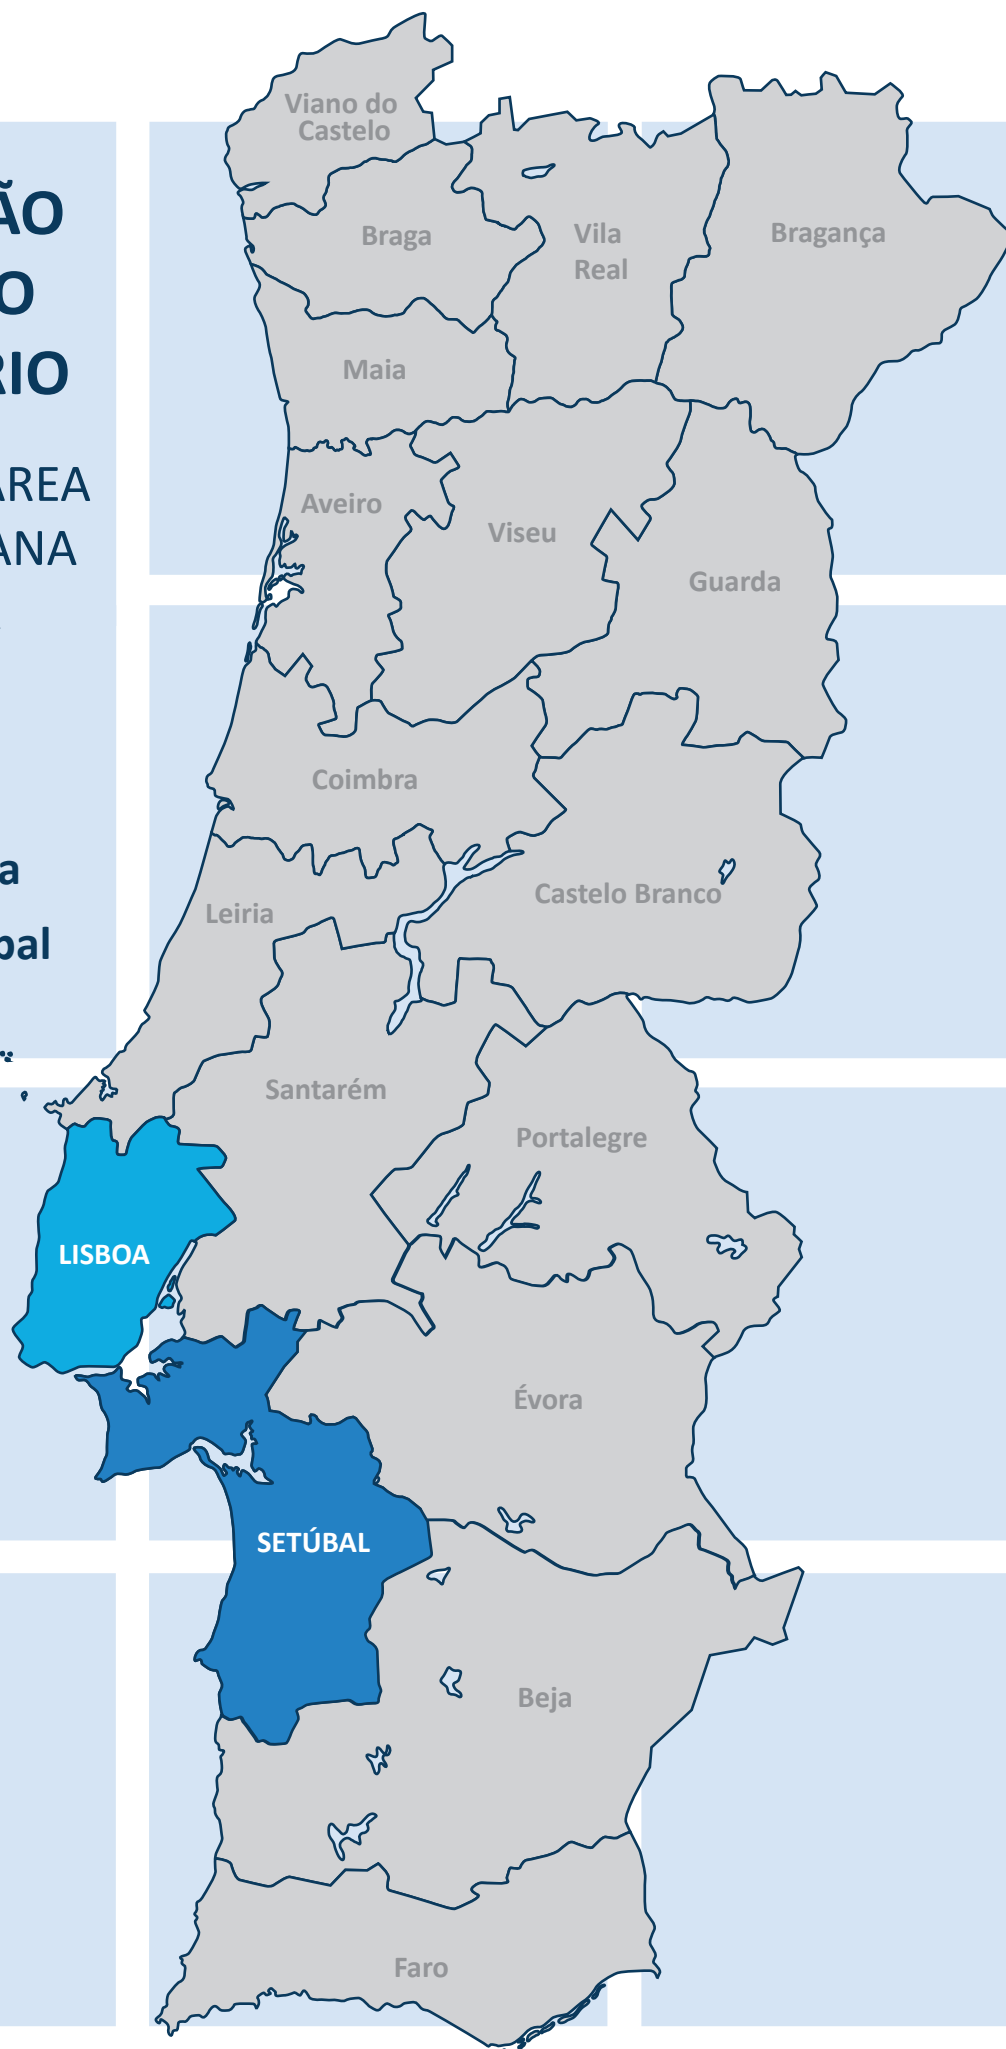 ÃO
O
RIO
ÁREA
ANA
a
bal
Viano do
Castelo
Braga
Vila
Real
Bragança
Maia
Aveiro
Viseu
Guarda
Coimbra
Castelo Branco
Leiria
Santarém
Portalegre
LISBOA
Évora
SETÚBAL
Beja
Faro